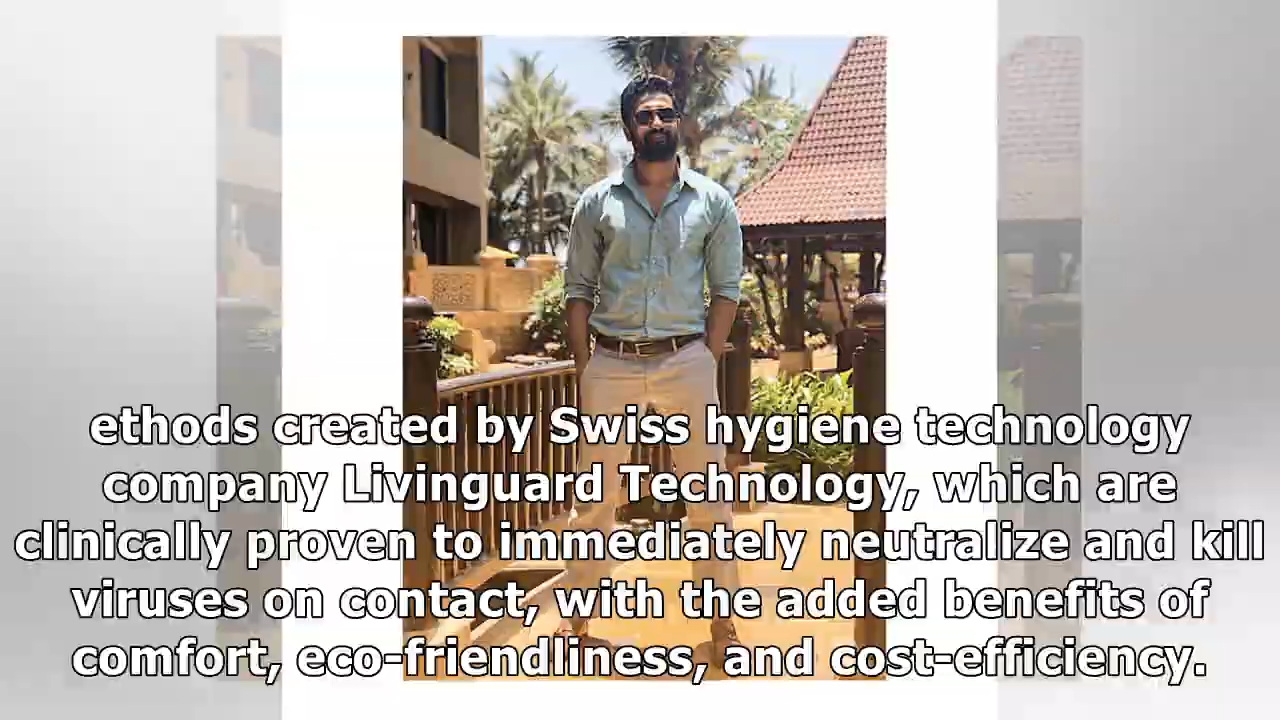 ethods created by Swiss hygiene technology
company Livinguard Technology, which are
clinically proven to immediately neutralize and kill
viruses on contact, with the added benefits of
comfort, eco-friendliness, and cost-efficiency.